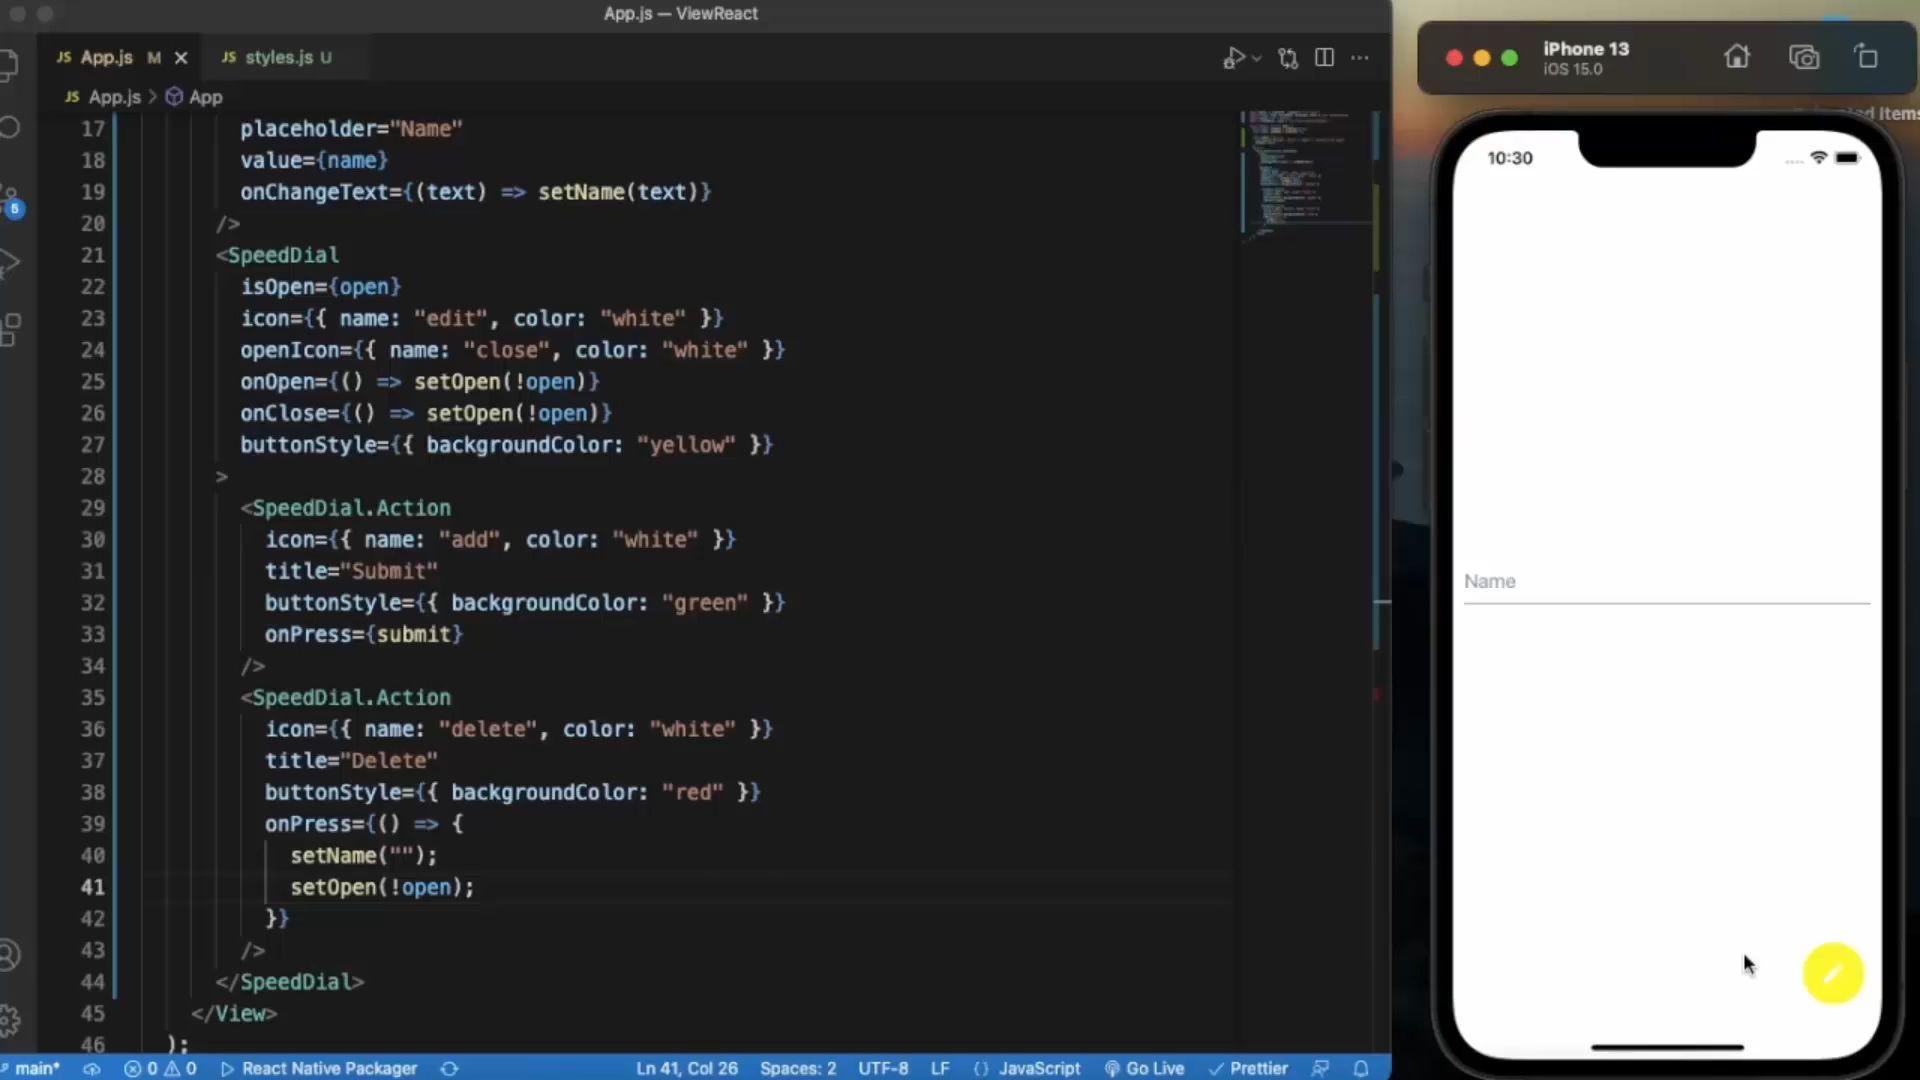 App.js — ViewReact
JS App.js M
JS styles.js U
JS App.js > App
17 placeholder="Name"
18 value={name}
19 onChangeText={(text) => setName(text)}
20 />
21 <SpeedDial
22 isOpen={open}
23 icon={{ name: "edit", color: "white" }}
24 openIcon={{ name: "close", color: "white" }}
25 onOpen={() => setOpen(!open)}
26 onClose={() => setOpen(!open)}
27 buttonStyle={{ backgroundColor: "yellow" }}
28 >
29 <SpeedDial.Action
30 icon={{ name: "add", color: "white" }}
31 title="Submit"
32 buttonStyle={{ backgroundColor: "green" }}
33 onPress={submit}
34 />
35 <SpeedDial.Action
36 icon={{ name: "delete", color: "white" }}
37 title="Delete"
38 buttonStyle={{ backgroundColor: "red" }}
39 onPress={() => {
40 setName("");
41 setOpen(!open);
42 }}
43 />
44 </SpeedDial>
45 </View>
46 );
5
main* 0 0 React Native Packager Ln 41, Col 26 Spaces: 2 UTF-8 LF {} JavaScript Go Live Prettier
iPhone 13
iOS 15.0
Items
10:30
Name